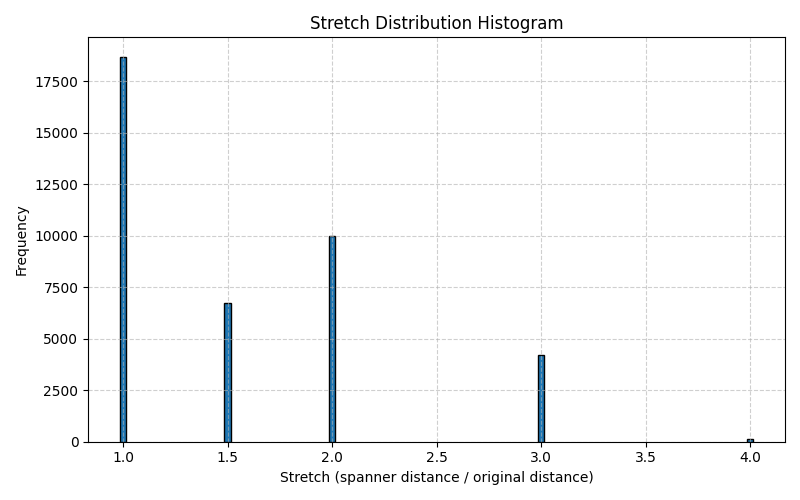 Stretch Distribution Histogram
Frequency
17500
15000
12500
10000
7500
5000
2500
0
1.0 1.5 2.0 2.5 3.0 3.5 4.0
Stretch (spanner distance / original distance)